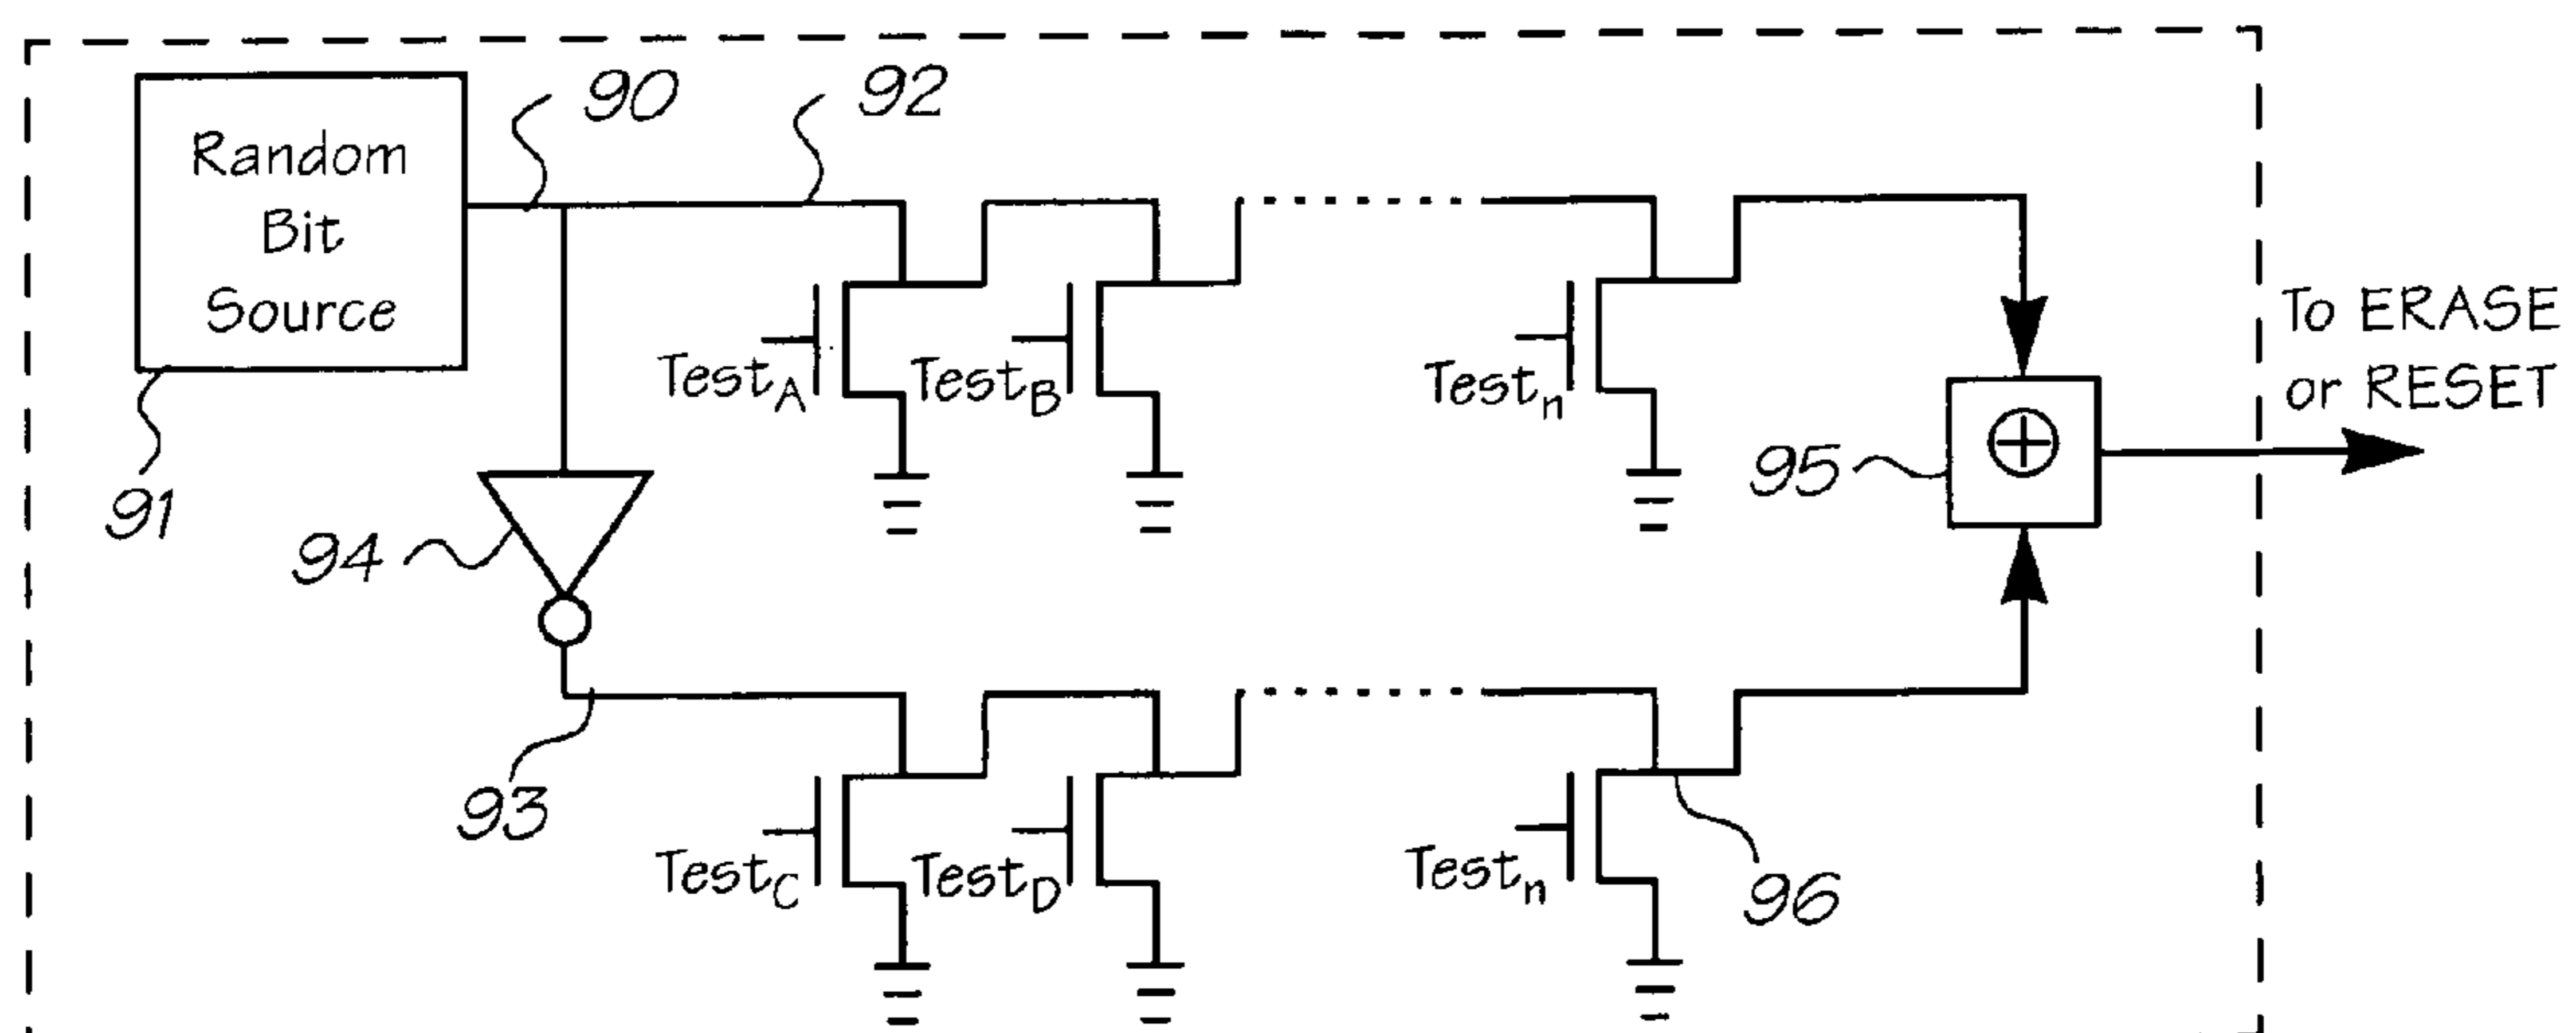 90
92
Random
Bit
Source
91
Test_A
Test_B
Test_n
To ERASE
or RESET
95
94
93
Test_C
Test_D
Test_n
96